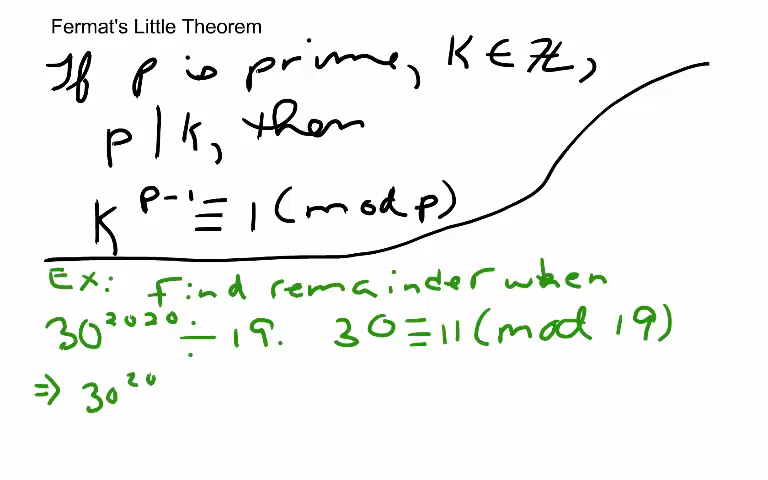 Fermat's Little Theorem
If p is prime, K ∈ ℤ,
p | K, then
K^{p-1} ≡ 1 (mod p)
Ex: Find remainder when
30^{2020} ÷ 19. 30 ≡ 11 (mod 19)
⇒ 30^{20}